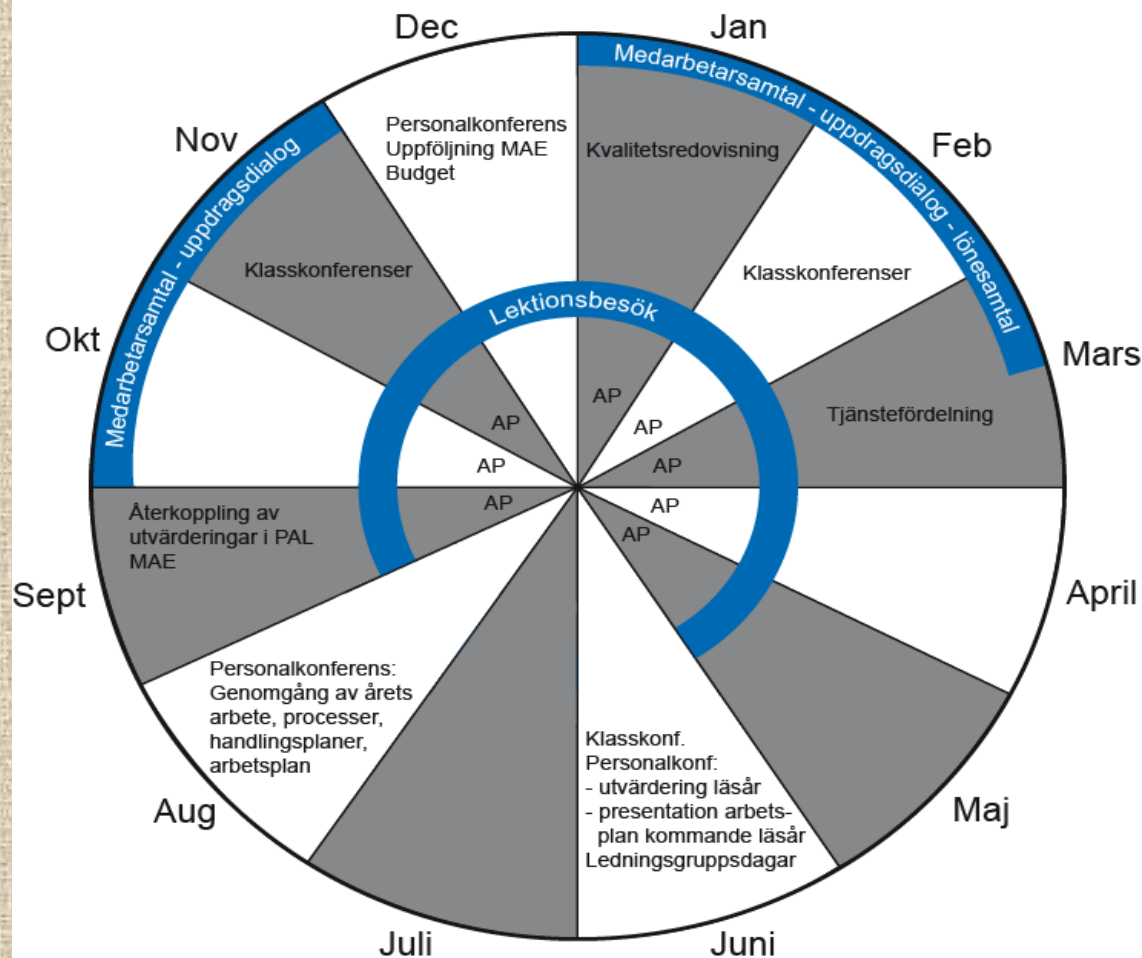 Jan
Medarbetarsamtal - uppdragsdialog - lönesamtal
Kvalitetsredovisning
AP
Feb
Klasskonferenser
AP
Mars
Tjänstefördelning
AP
April
AP
Maj
AP
Juni
Klasskonf.
Personalkonf:
- utvärdering läsår
- presentation arbets-
plan kommande läsår
Ledningsgruppsdagar
Juli
Aug
Personalkonferens:
Genomgång av årets
arbete, processer,
handlingsplaner,
arbetsplan
Sept
Återkoppling av
utvärderingar i PAL
MAE
AP
Okt
Medarbetarsamtal - uppdragsdialog
AP
Nov
Klasskonferenser
AP
Dec
Personalkonferens
Uppföljning MAE
Budget
Lektionsbesök